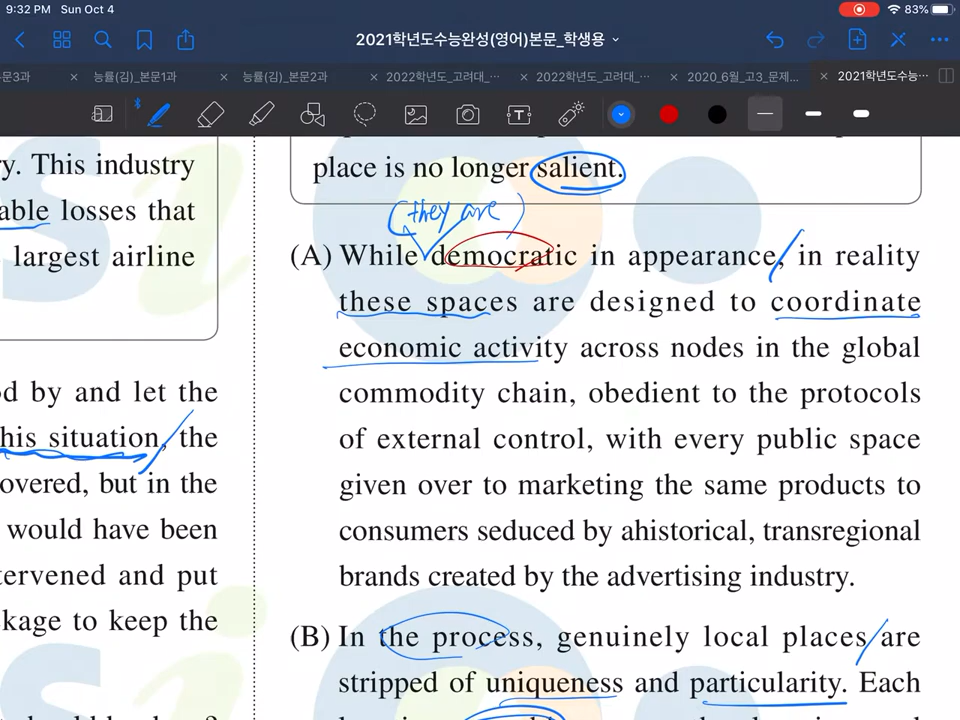 9:32 PM Sun Oct 4
83%
2021학년도수능완성(영어)본문_학생용
문3과
능률(김)_본문1과
능률(김)_본문2과
2022학년도_고려대_…
2022학년도_고려대_…
2020_6월_고3_문제…
2021학년도수능…
y. This industry
able losses that
largest airline
d by and let the
his situation, the
overed, but in the
would have been
tervened and put
kage to keep the
place is no longer salient.
(they are)
(A) While democratic in appearance, in reality
these spaces are designed to coordinate
economic activity across nodes in the global
commodity chain, obedient to the protocols
of external control, with every public space
given over to marketing the same products to
consumers seduced by ahistorical, transregional
brands created by the advertising industry.
(B) In the process, genuinely local places are
stripped of uniqueness and particularity. Each